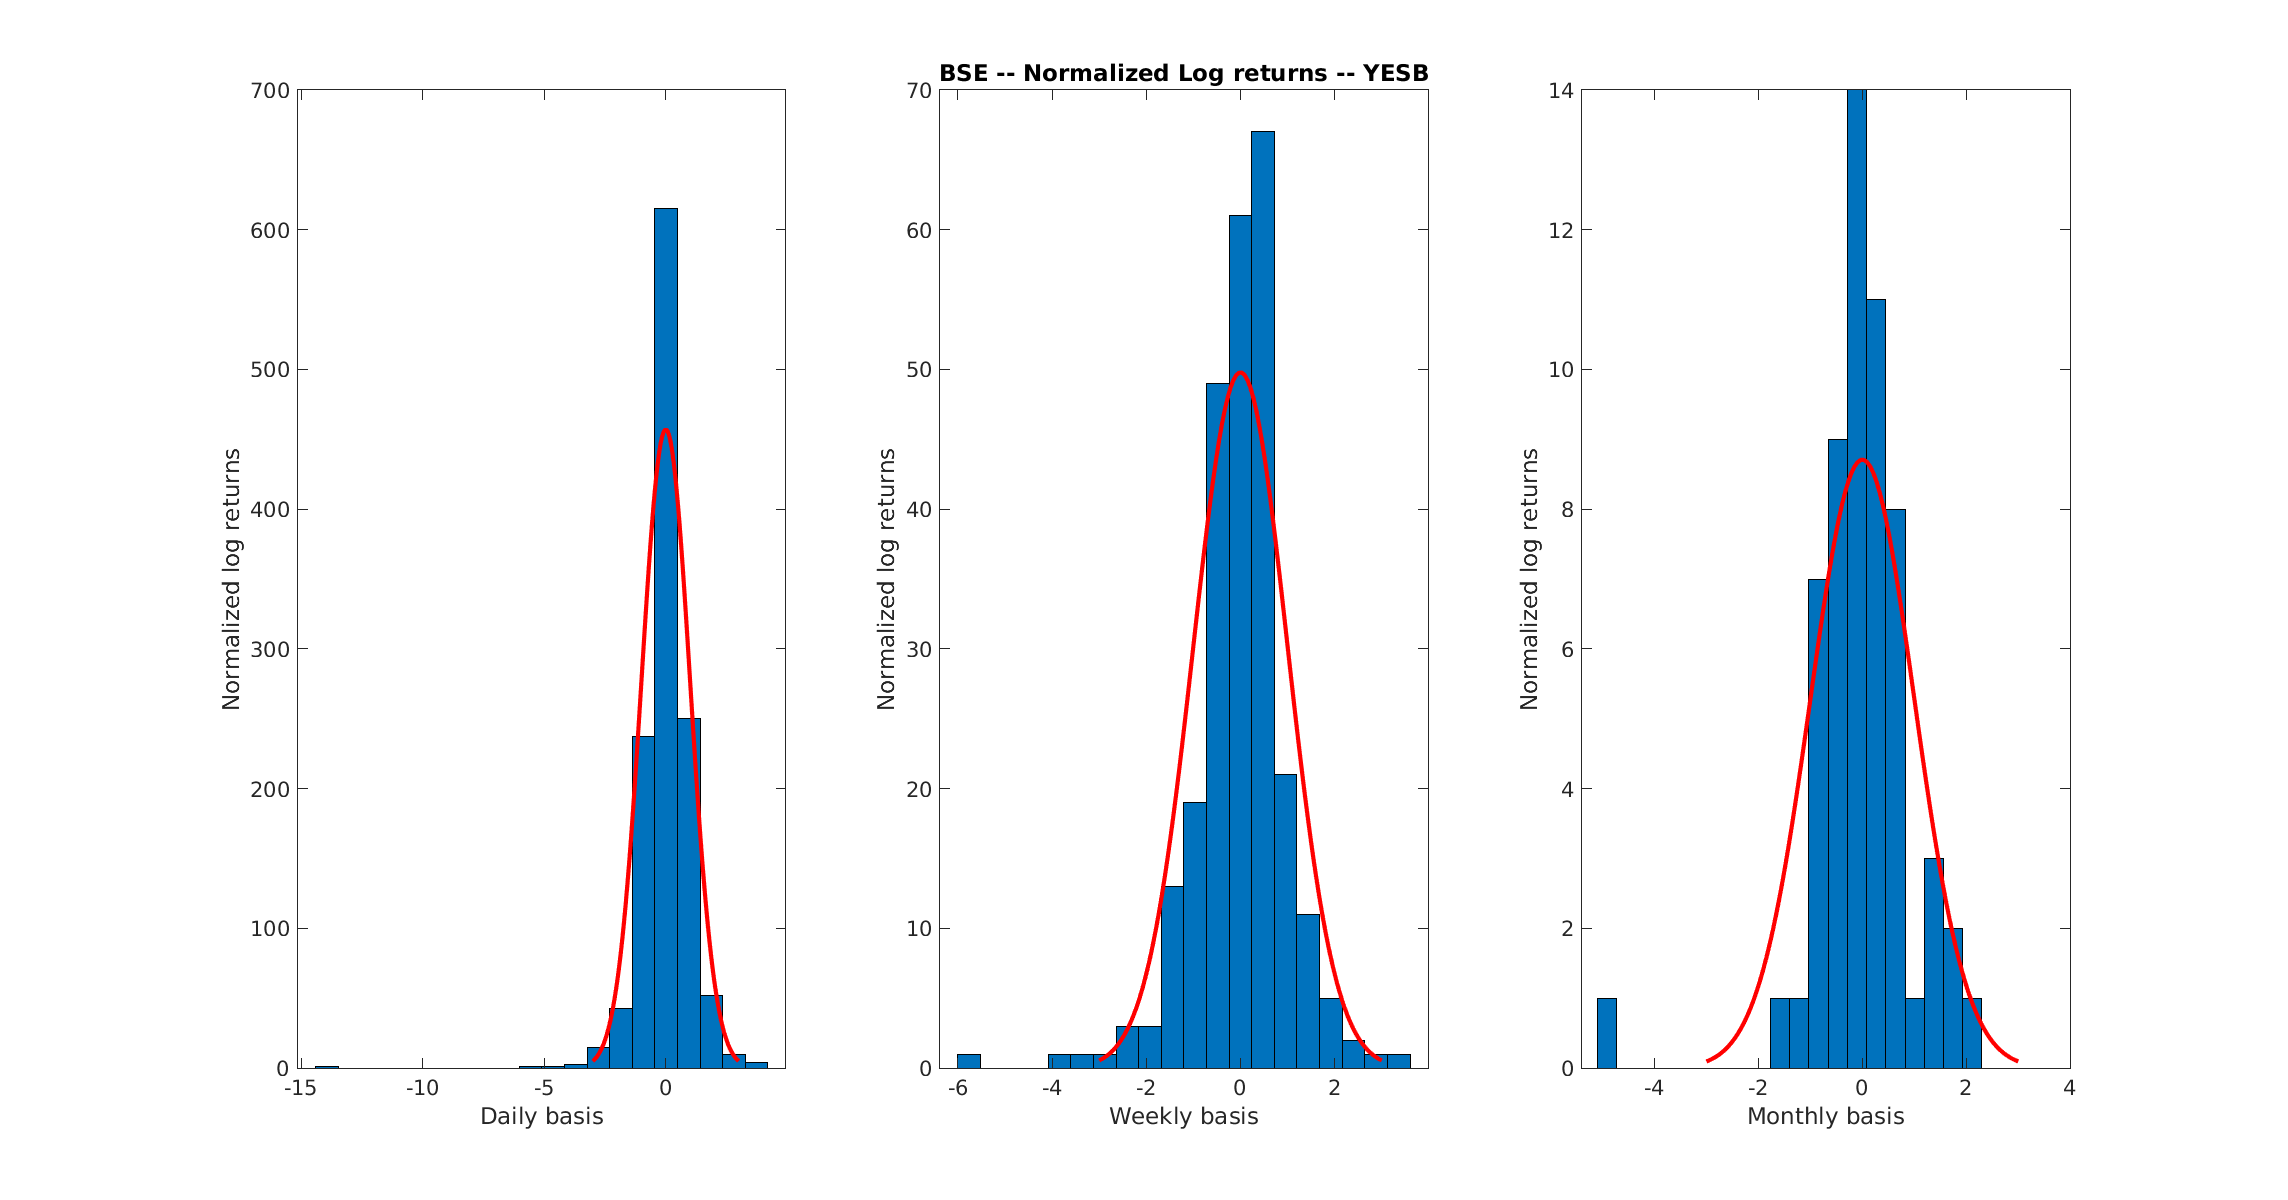 BSE -- Normalized Log returns -- YESB
700
600
500
400
300
200
100
0
-15 -10 -5 0
Normalized log returns
Daily basis
70
60
50
40
30
20
10
0
-6 -4 -2 0 2
Normalized log returns
Weekly basis
14
12
10
8
6
4
2
0
-4 -2 0 2 4
Normalized log returns
Monthly basis